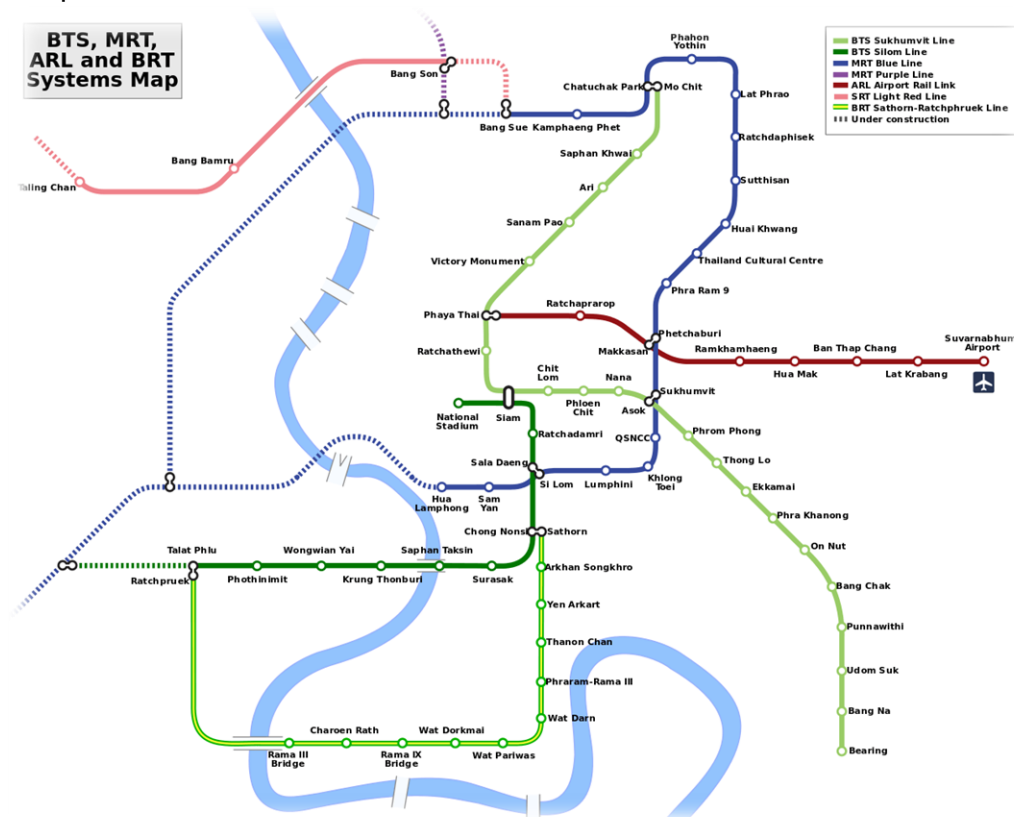 BTS, MRT,
ARL and BRT
Systems Map
BTS Sukhumvit Line
BTS Silom Line
MRT Blue Line
MRT Purple Line
ARL Airport Rail Link
SRT Light Red Line
BRT Sathorn-Ratchphruek Line
Under construction
Phahon
Yothin
Bang Son
Chatuchak Park
Mo Chit
Lat Phrao
Bang Sue
Kamphaeng Phet
Ratchdaphisek
Saphan Khwai
Bang Bamru
Taling Chan
Ari
Sutthisan
Sanam Pao
Huai Khwang
Victory Monument
Thailand Cultural Centre
Phra Ram 9
Phaya Thai
Ratchaprarop
Phetchaburi
Makkasan
Ramkhamhaeng
Hua Mak
Ban Thap Chang
Lat Krabang
Suvarnabhum
Airport
Ratchathewi
Chit
Lom
Phloen
Chit
Nana
Asok
Sukhumvit
National
Stadium
Siam
Ratchadamri
QSNCC
Phrom Phong
Sala Daeng
Si Lom
Lumphini
Khlong
Toei
Thong Lo
Hua
Lamphong
Sam
Yan
Ekkamai
Phra Khanong
Chong Nonsi
Sathorn
On Nut
Talat Phlu
Ratchpruek
Phothinimit
Wongwian Yai
Krung Thonburi
Saphan Taksin
Surasak
Arkhan Songkhro
Bang Chak
Yen Arkart
Punnawithi
Thanon Chan
Udom Suk
Phraram-Rama III
Bang Na
Wat Darn
Bearing
Rama III
Bridge
Charoen Rath
Rama IX
Bridge
Wat Dorkmai
Wat Pariwas